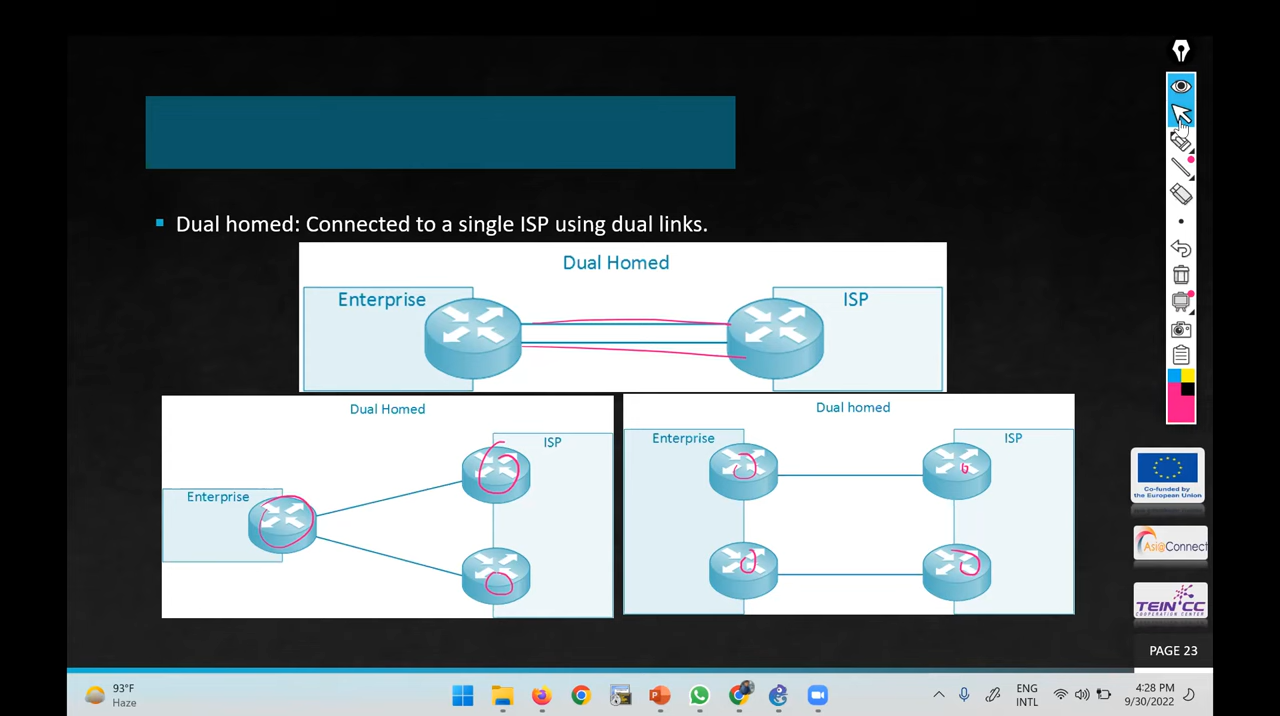 Dual homed: Connected to a single ISP using dual links.
Dual Homed
Enterprise
ISP
Dual Homed
ISP
Enterprise
Dual homed
Enterprise
ISP
Co-funded by
the European Union
Asi@Connect
TEIN*CC
COOPERATION CENTER
PAGE 23
93°F
Haze
ENG
INTL
4:28 PM
9/30/2022